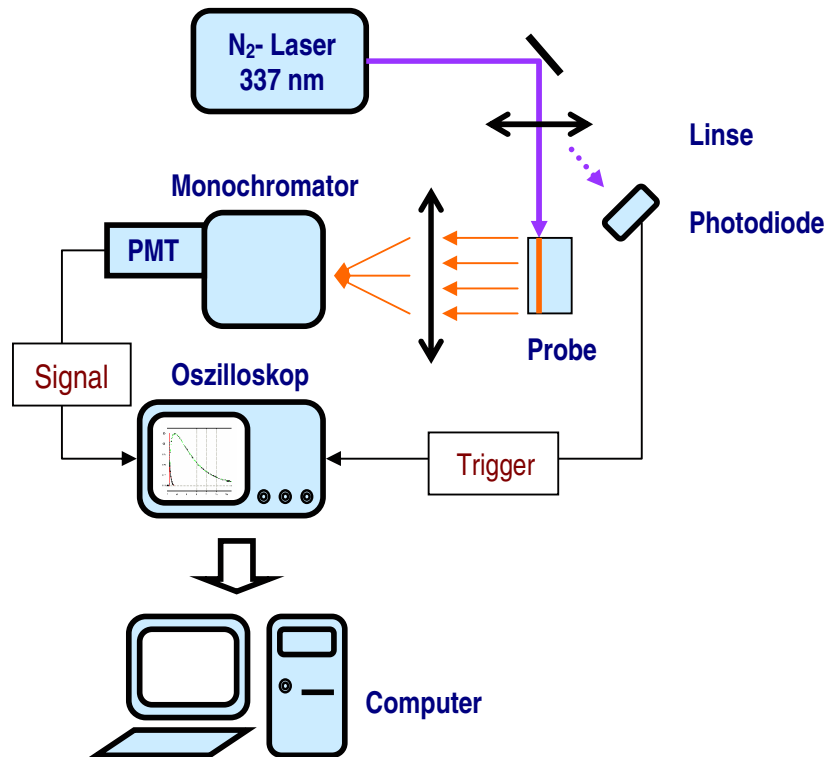 N₂- Laser
337 nm
Linse
Monochromator
Photodiode
PMT
Probe
Signal
Oszilloskop
Trigger
Computer